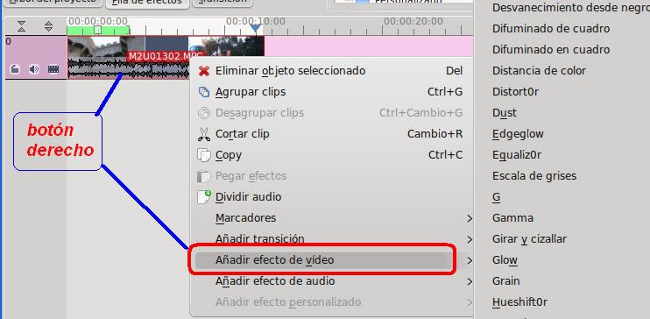 Árbol del proyecto Pila de efectos Transición
Personalizado
00:00:00:00 00:00:10:00 00:00:20:00
0
M2U01302.MPG
botón
derecho
Eliminar objeto seleccionado Del
Agrupar clips Ctrl+G
Desagrupar clips Ctrl+Cambio+G
Cortar clip Cambio+R
Copy Ctrl+C
Pegar efectos
Dividir audio
Marcadores
Añadir transición
Añadir efecto de vídeo
Añadir efecto de audio
Añadir efecto personalizado
Desvanecimiento desde negro
Difuminado de cuadro
Difuminado en cuadro
Distancia de color
Distort0r
Dust
Edgeglow
Equaliz0r
Escala de grises
G
Gamma
Girar y cizallar
Glow
Grain
Hueshift0r